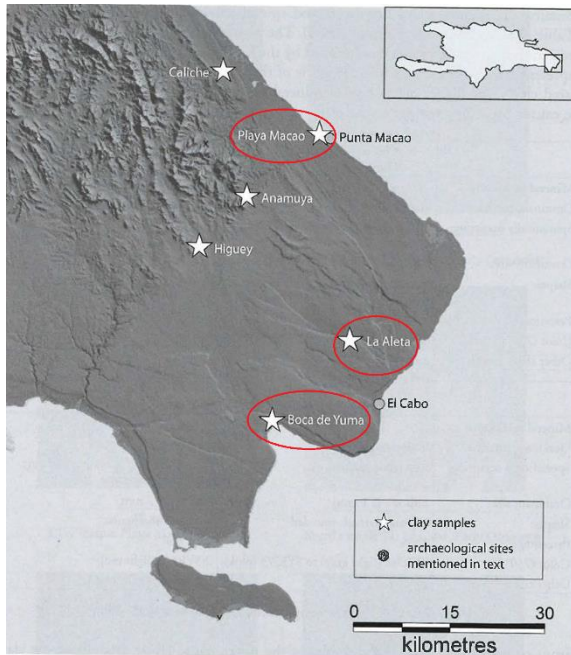 Caliche
Playa Macao
Punta Macao
Anamuya
Higuey
La Aleta
El Cabo
Boca de Yuma
clay samples
archaeological sites
mentioned in text
0 15 30
kilometres